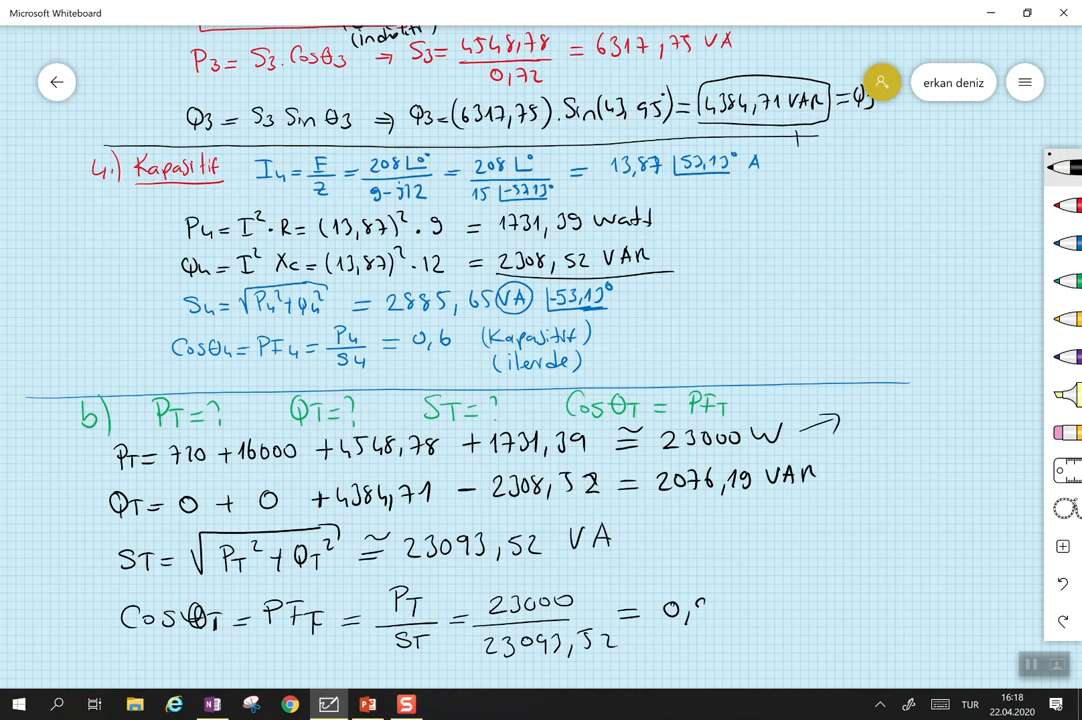 Microsoft Whiteboard
(indüktif)
P3 = S3.Cosθ3 ⇒ S3 = 4548,78 / 0,72 = 6317,75 VA
erkan deniz
Q3 = S3 Sinθ3 ⇒ Q3=(6317,75).Sin(43,95°)= 4384,71 VAR = Q3
4.) Kapasitif I4 = E/Z = 208∟0° / 9-j12 = 208∟0° / 15∟-53,13° = 13,87 ∟53,13° A
P4 = I²·R = (13,87)²·9 = 1731,39 watt
Q4 = I² Xc = (13,87)²·12 = 2308,52 VAR
S4 = √P4²+Q4² = 2885,65 VA ∟-53,13°
Cosθ4 = PF4 = P4/S4 = 0,6 (Kapasitif)
(ilerde)
b) PT=? QT=? ST=? CosθT = PFT
PT = 720 +16000 +4548,78 +1731,39 ≅ 23000 W →
QT = 0 + 0 +4384,71 - 2308,52 = 2076,19 VAR
ST = √PT²+QT² ≅ 23093,52 VA
CosθT = PFT = PT/ST = 23000 / 23093,52 = 0,
16:18
TUR
22.04.2020